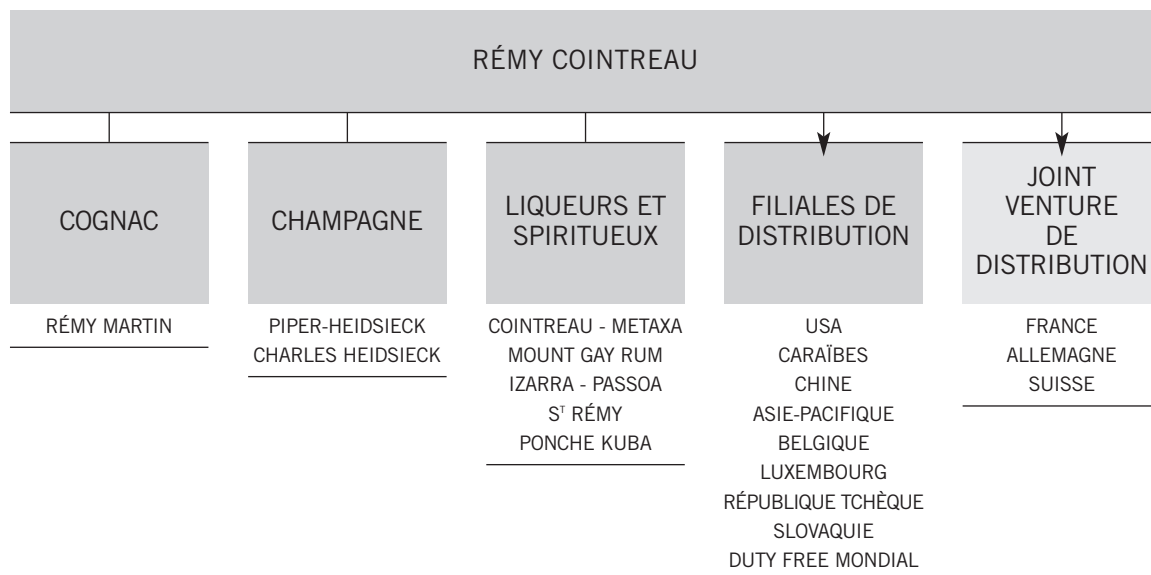 RÉMY COINTREAU
COGNAC
RÉMY MARTIN
CHAMPAGNE
PIPER-HEIDSIECK
CHARLES HEIDSIECK
LIQUEURS ET
SPIRITUEUX
COINTREAU - METAXA
MOUNT GAY RUM
IZARRA - PASSOA
Sᵀ RÉMY
PONCHE KUBA
FILIALES DE
DISTRIBUTION
USA
CARAÏBES
CHINE
ASIE-PACIFIQUE
BELGIQUE
LUXEMBOURG
RÉPUBLIQUE TCHÈQUE
SLOVAQUIE
DUTY FREE MONDIAL
JOINT
VENTURE
DE
DISTRIBUTION
FRANCE
ALLEMAGNE
SUISSE